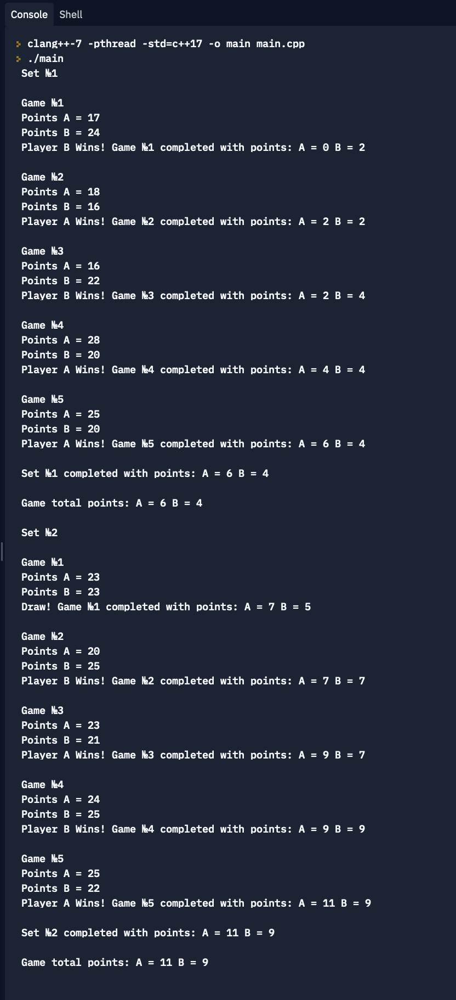 Console Shell
clang++-7 -pthread -std=c++17 -o main main.cpp
./main
Set №1
Game №1
Points A = 17
Points B = 24
Player B Wins! Game №1 completed with points: A = 0 B = 2
Game №2
Points A = 18
Points B = 16
Player A Wins! Game №2 completed with points: A = 2 B = 2
Game №3
Points A = 16
Points B = 22
Player B Wins! Game №3 completed with points: A = 2 B = 4
Game №4
Points A = 28
Points B = 20
Player A Wins! Game №4 completed with points: A = 4 B = 4
Game №5
Points A = 25
Points B = 20
Player A Wins! Game №5 completed with points: A = 6 B = 4
Set №1 completed with points: A = 6 B = 4
Game total points: A = 6 B = 4
Set №2
Game №1
Points A = 23
Points B = 23
Draw! Game №1 completed with points: A = 7 B = 5
Game №2
Points A = 20
Points B = 25
Player B Wins! Game №2 completed with points: A = 7 B = 7
Game №3
Points A = 23
Points B = 21
Player A Wins! Game №3 completed with points: A = 9 B = 7
Game №4
Points A = 24
Points B = 25
Player B Wins! Game №4 completed with points: A = 9 B = 9
Game №5
Points A = 25
Points B = 22
Player A Wins! Game №5 completed with points: A = 11 B = 9
Set №2 completed with points: A = 11 B = 9
Game total points: A = 11 B = 9